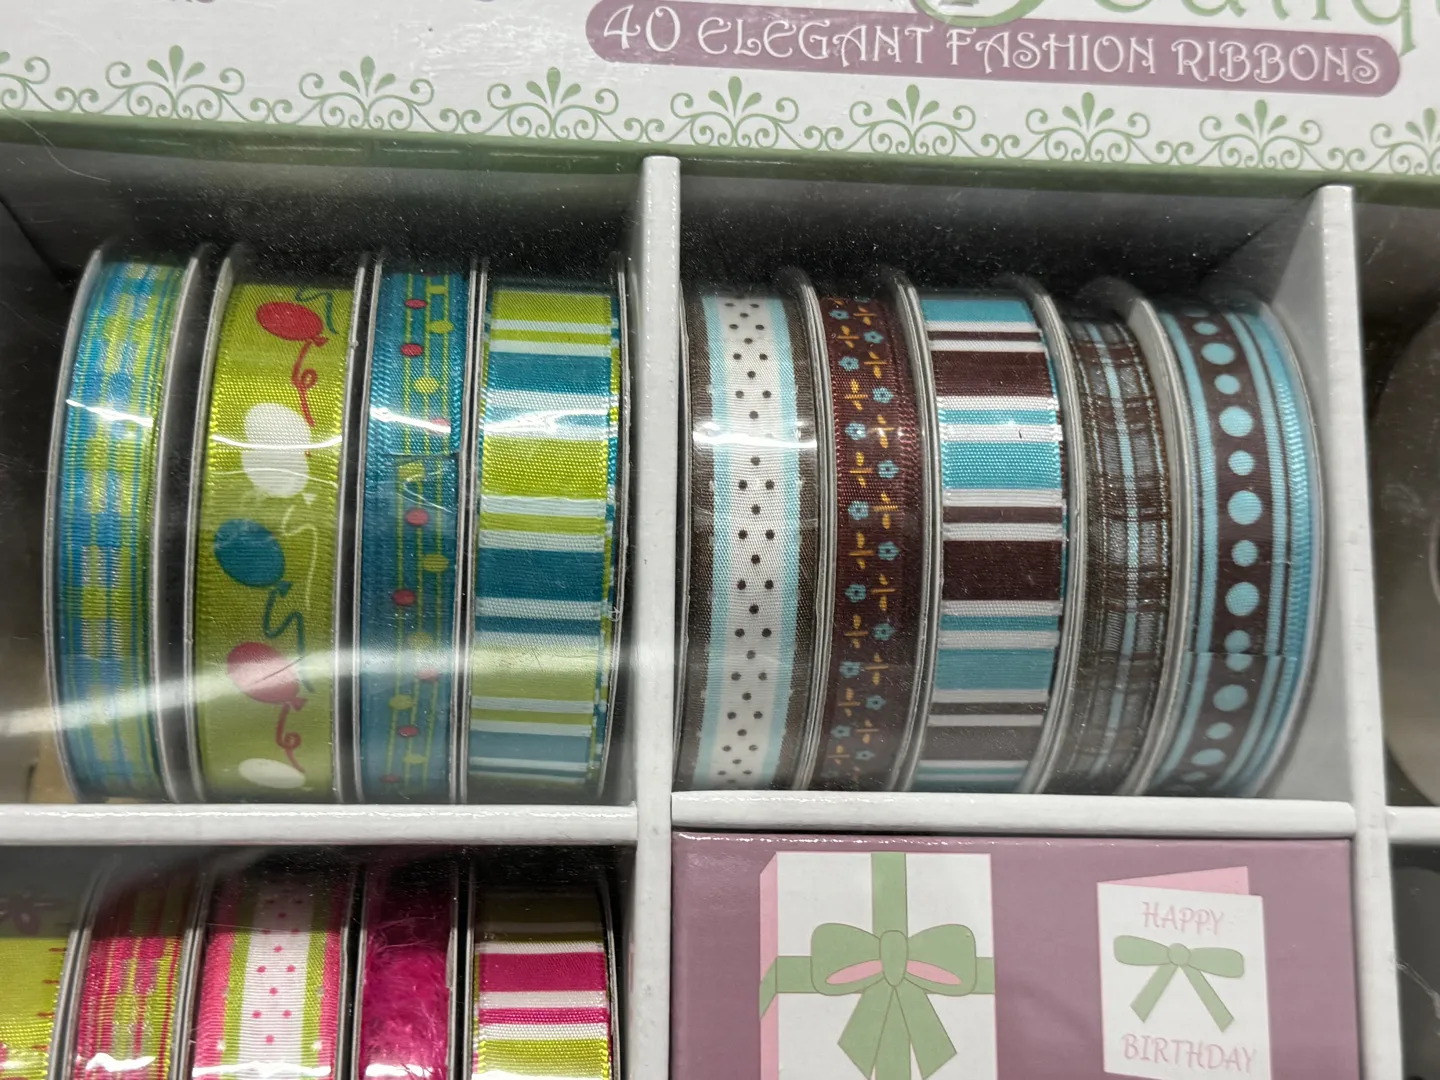 40 ELEGANT FASHION RIBBONS
HAPPY
BIRTHDAY